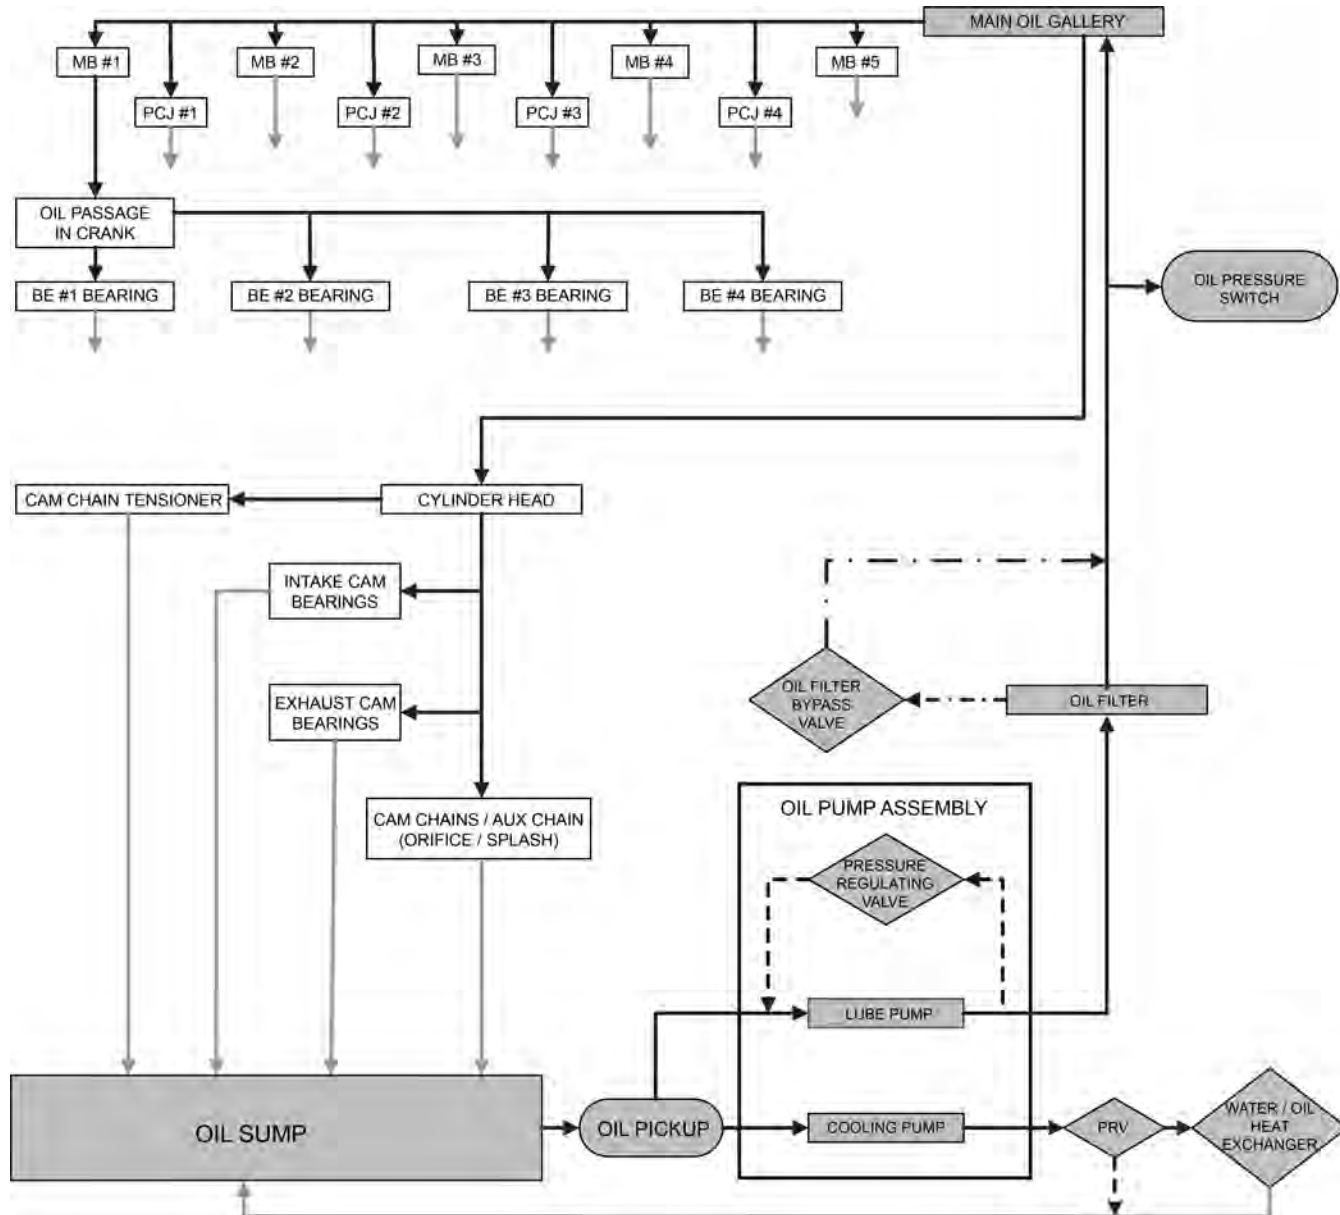 MAIN OIL GALLERY
MB #1
MB #2
MB #3
MB #4
MB #5
PCJ #1
PCJ #2
PCJ #3
PCJ #4
OIL PASSAGE
IN CRANK
BE #1 BEARING
BE #2 BEARING
BE #3 BEARING
BE #4 BEARING
OIL PRESSURE
SWITCH
CAM CHAIN TENSIONER
CYLINDER HEAD
INTAKE CAM
BEARINGS
EXHAUST CAM
BEARINGS
OIL FILTER
BYPASS
VALVE
OIL FILTER
CAM CHAINS / AUX CHAIN
(ORIFICE / SPLASH)
OIL PUMP ASSEMBLY
PRESSURE
REGULATING
VALVE
LUBE PUMP
OIL SUMP
OIL PICKUP
COOLING PUMP
PRV
WATER / OIL
HEAT
EXCHANGER